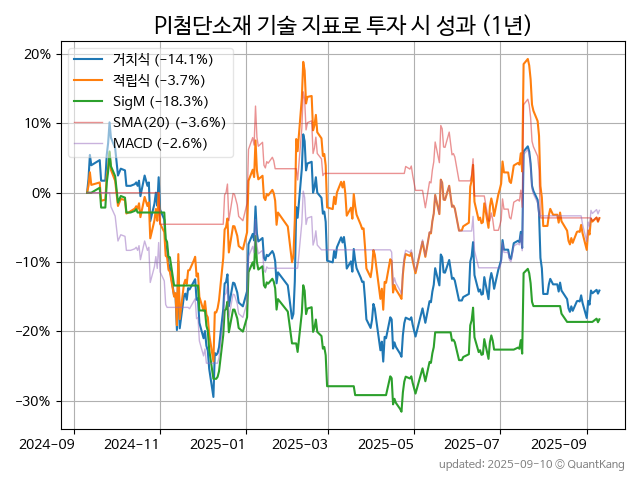 PI첨단소재 기술 지표로 투자 시 성과 (1년)
거치식 (-14.1%)
적립식 (-3.7%)
SigM (-18.3%)
SMA(20) (-3.6%)
MACD (-2.6%)
20%
10%
0%
-10%
-20%
-30%
2024-09 2024-11 2025-01 2025-03 2025-05 2025-07 2025-09
updated: 2025-09-10 ⓒ QuantKang